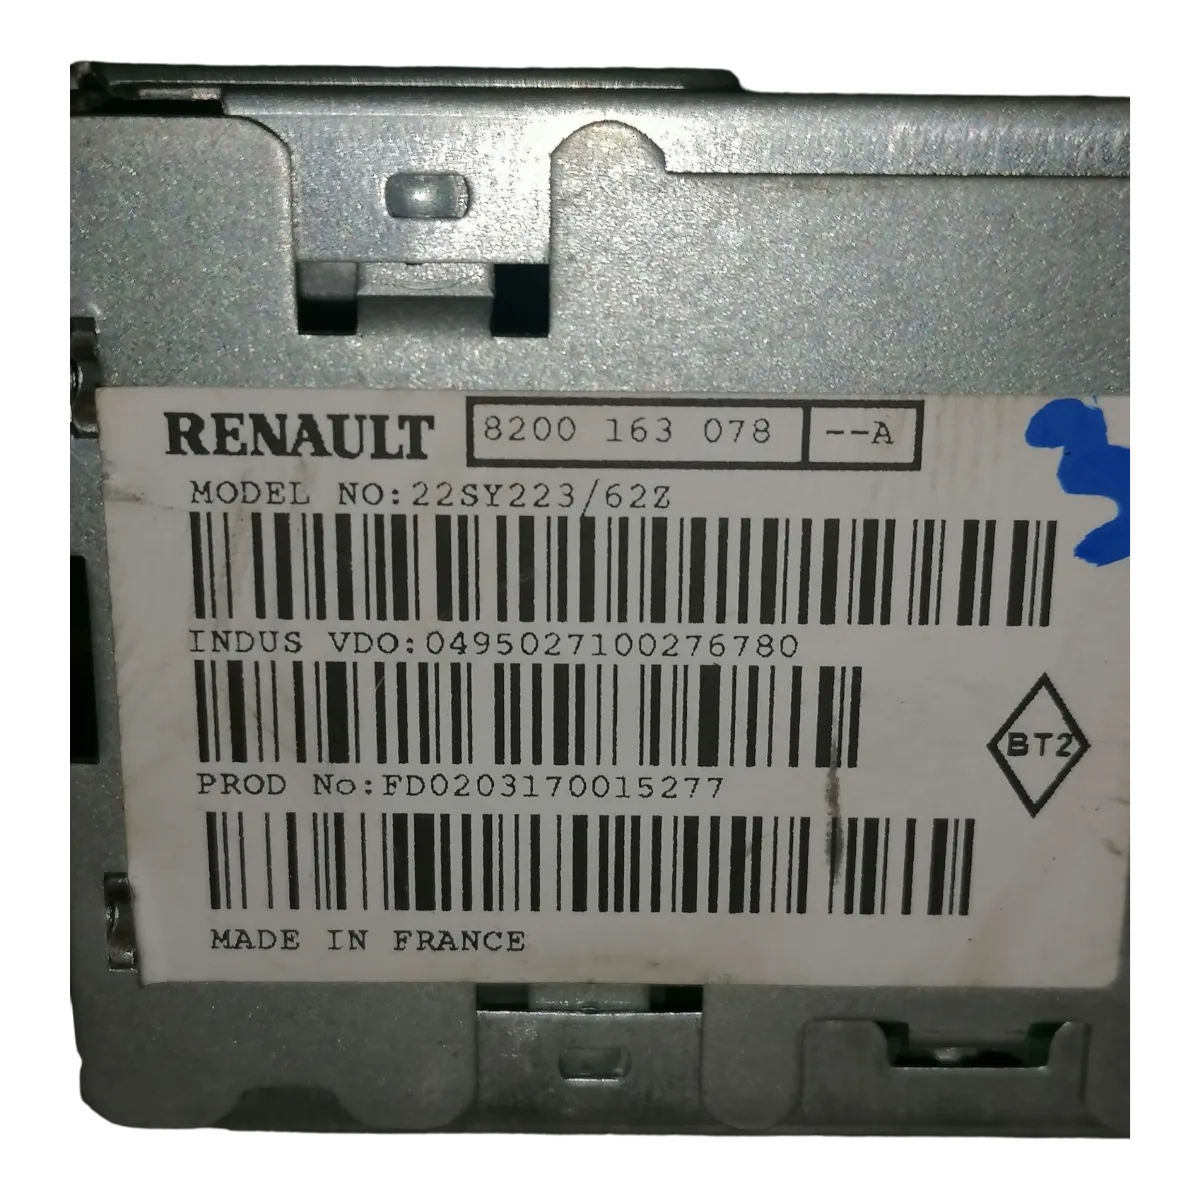 RENAULT 8200 163 078 --A
MODEL NO:22SY223/62Z
INDUS VDO:0495027100276780
BT2
PROD No:FD0203170015277
MADE IN FRANCE